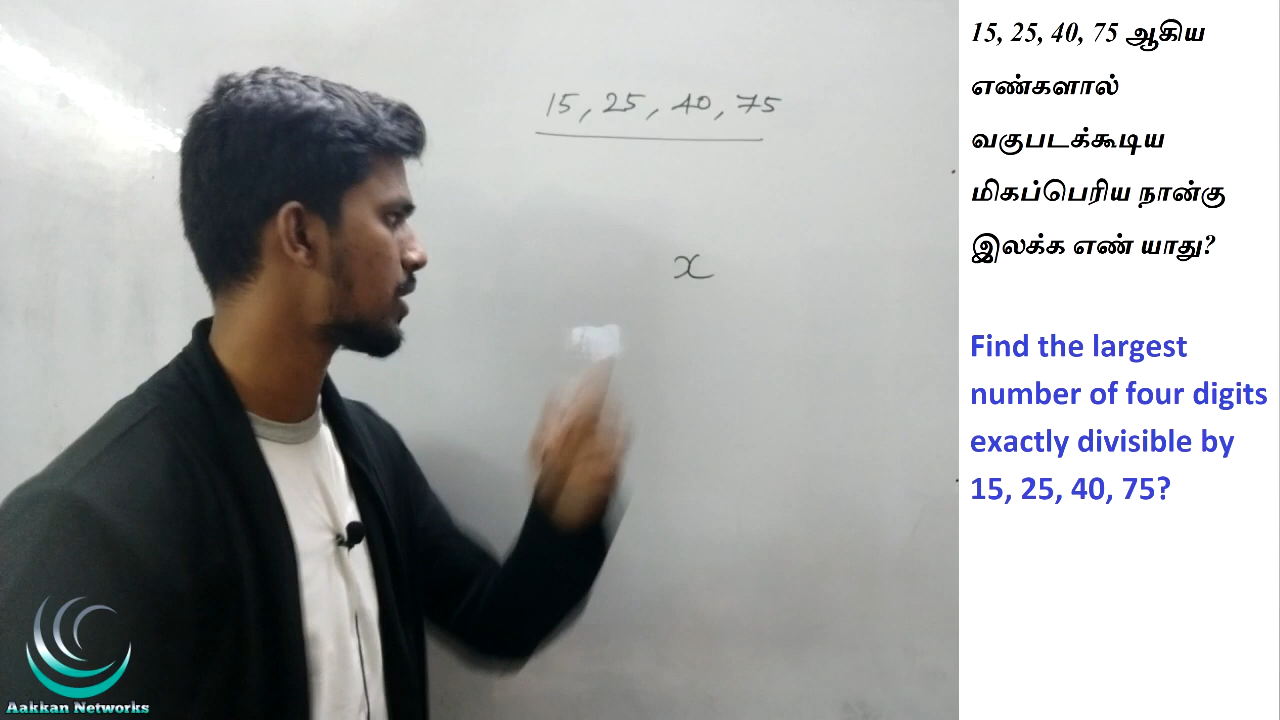 15, 25, 40, 75
x
15, 25, 40, 75 ஆகிய
எண்களால்
வகுபடக்கூடிய
மிகப்பெரிய நான்கு
இலக்க எண் யாது?
Find the largest
number of four digits
exactly divisible by
15, 25, 40, 75?
Aakkan Networks